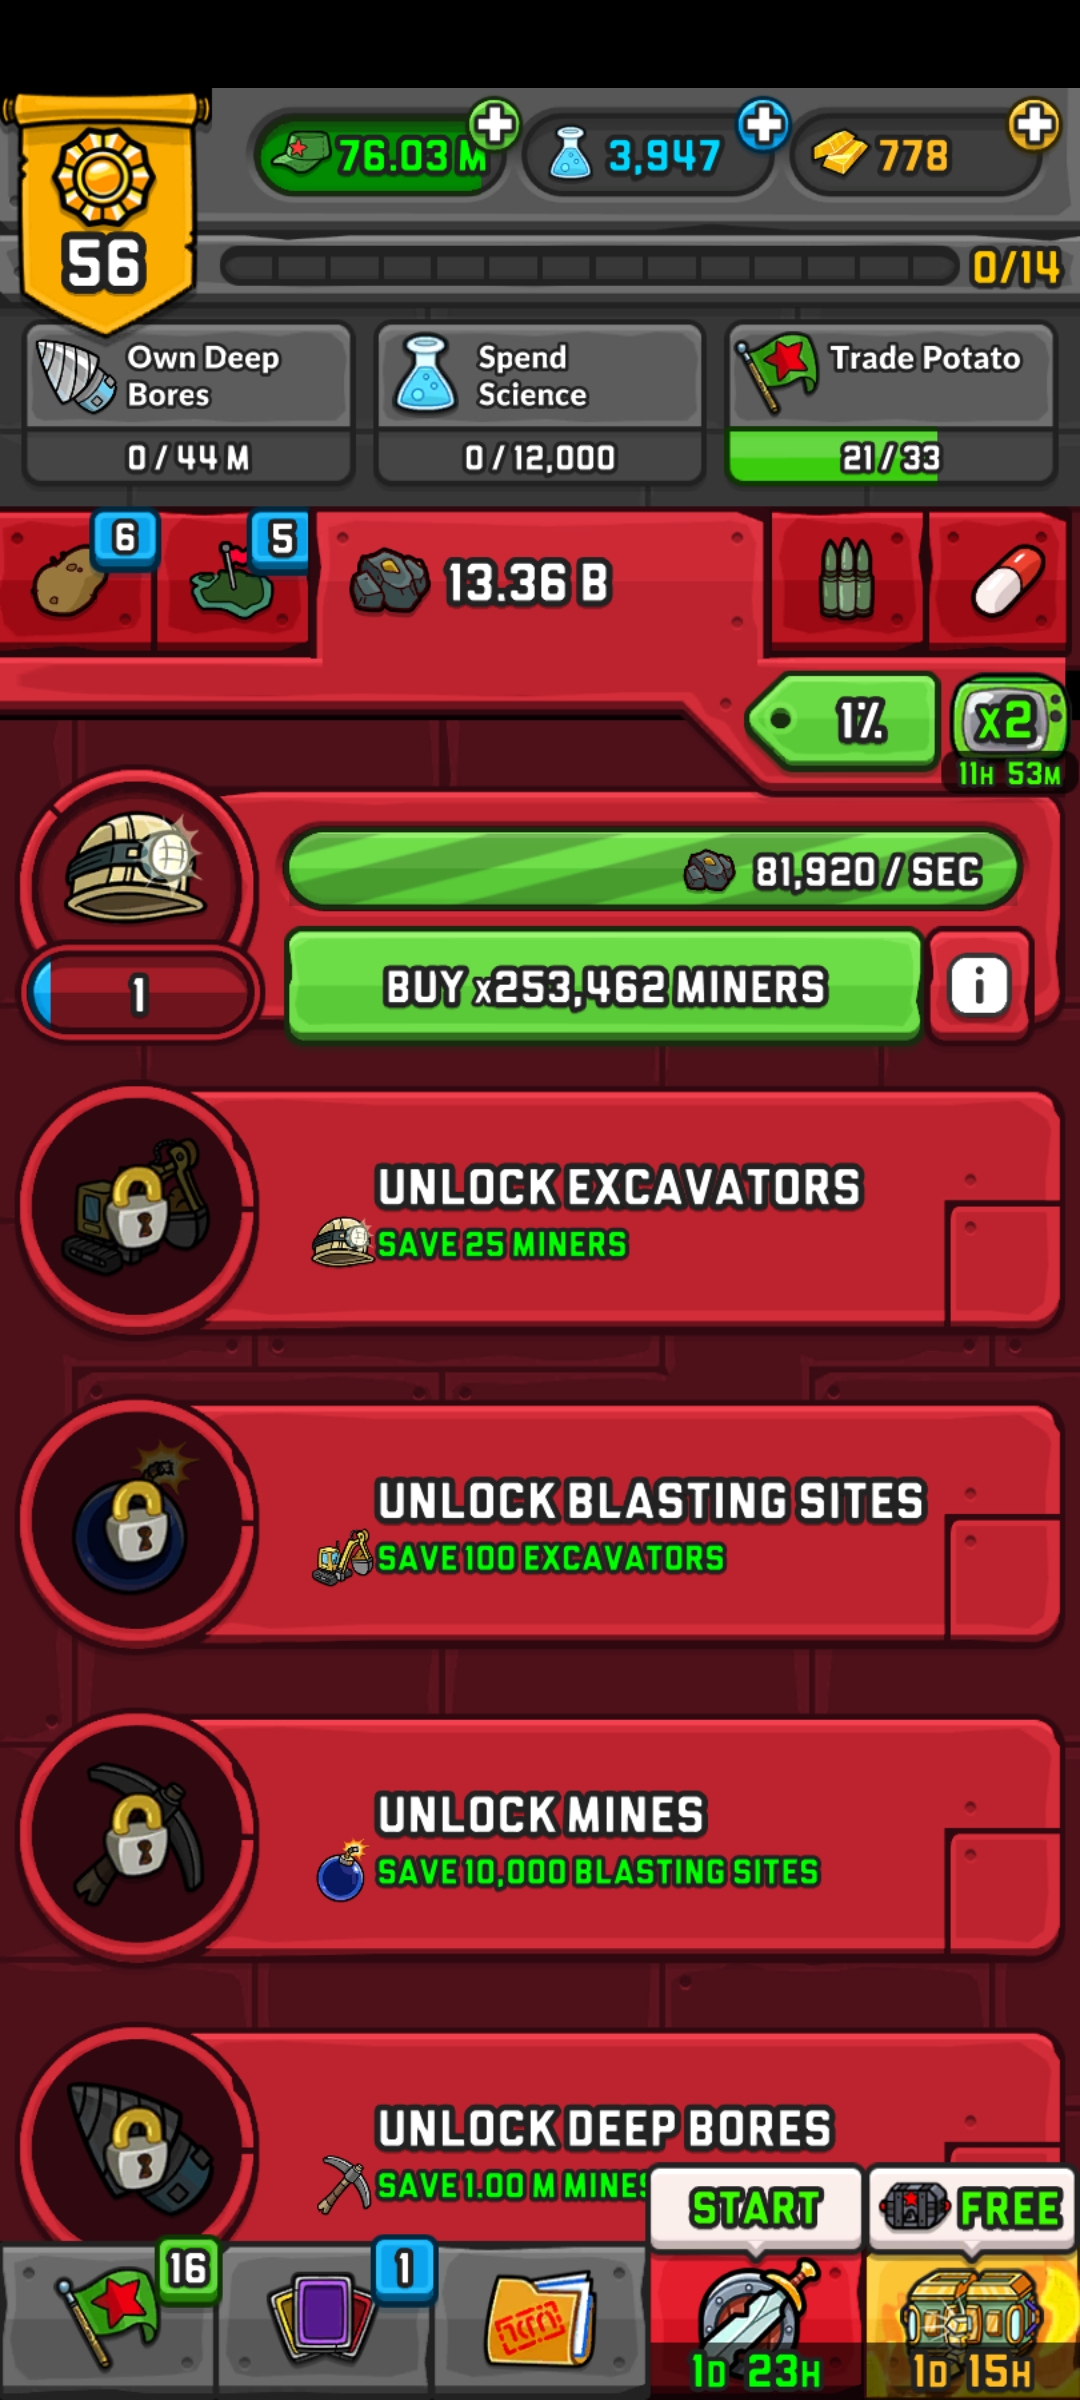 76.03 M
3,947
778
56
0/14
Own Deep
Bores
Spend
Science
Trade Potato
0 / 44 M
0 / 12,000
21 / 33
6
5
13.36 B
1%
x2
11H 53M
81,920 / SEC
1
BUY x253,462 MINERS
i
UNLOCK EXCAVATORS
SAVE 25 MINERS
UNLOCK BLASTING SITES
SAVE 100 EXCAVATORS
UNLOCK MINES
SAVE 10,000 BLASTING SITES
UNLOCK DEEP BORES
SAVE 1.00 M MINES
START
FREE
16
1
1D 23H
1D 15H